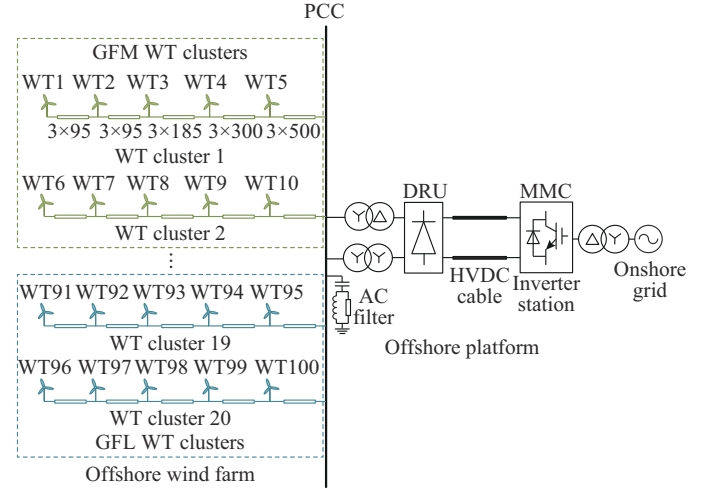 PCC
GFM WT clusters
WT1 WT2 WT3 WT4 WT5
3×95 3×95 3×185 3×300 3×500
WT cluster 1
WT6 WT7 WT8 WT9 WT10
WT cluster 2
⋮
DRU
MMC
HVDC
cable
Inverter
station
Onshore
grid
AC
filter
Offshore platform
WT91 WT92 WT93 WT94 WT95
WT cluster 19
WT96 WT97 WT98 WT99 WT100
WT cluster 20
GFL WT clusters
Offshore wind farm